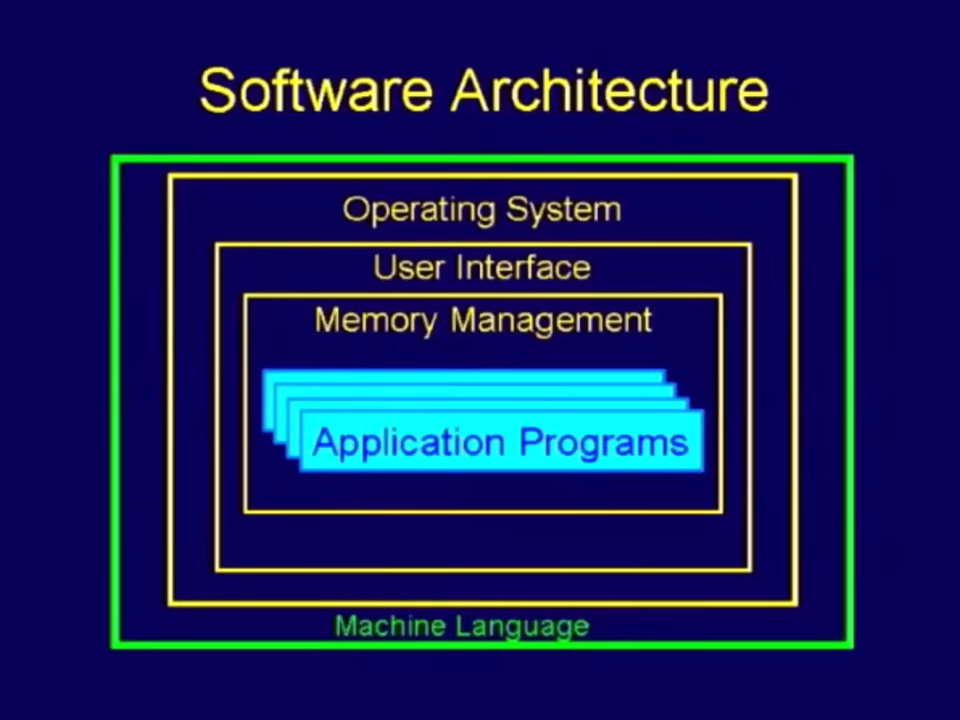 Software Architecture
Operating System
User Interface
Memory Management
Application Programs
Machine Language